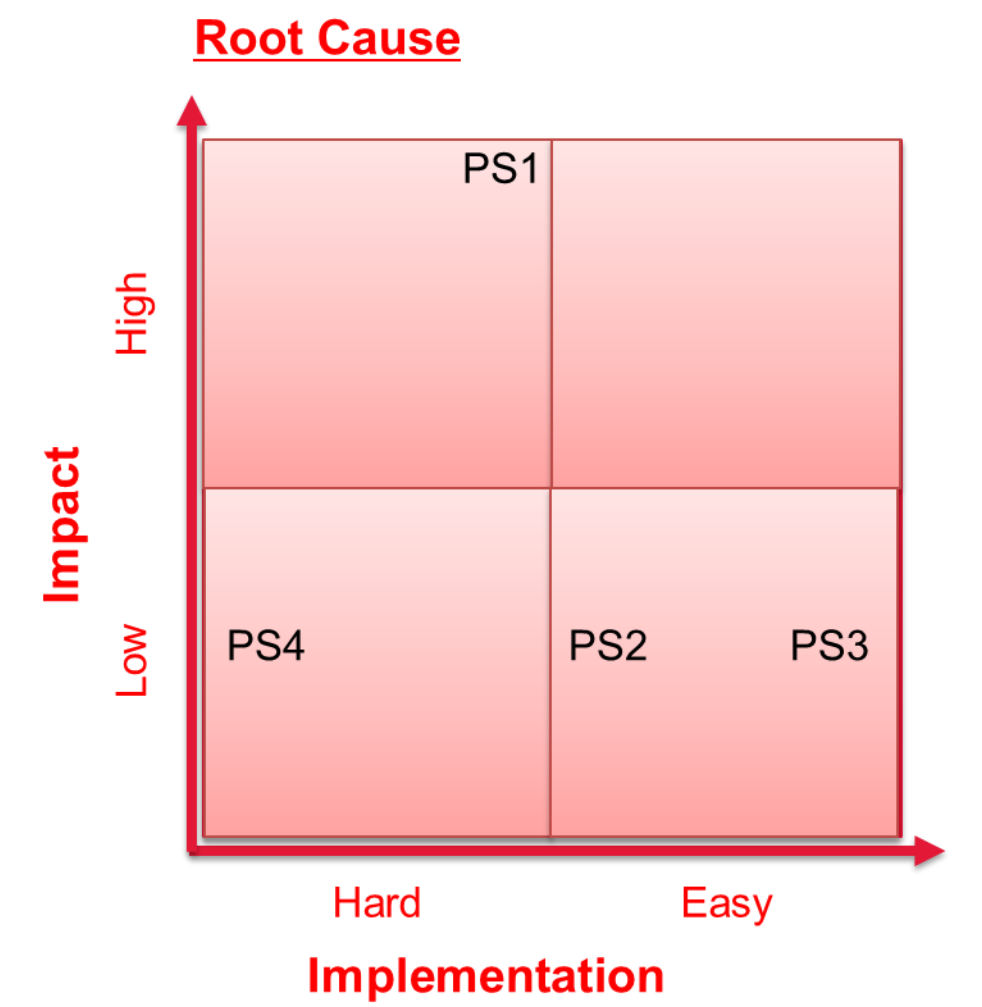 Root Cause
PS1
High
Impact
Low
PS4
PS2
PS3
Hard
Easy
Implementation